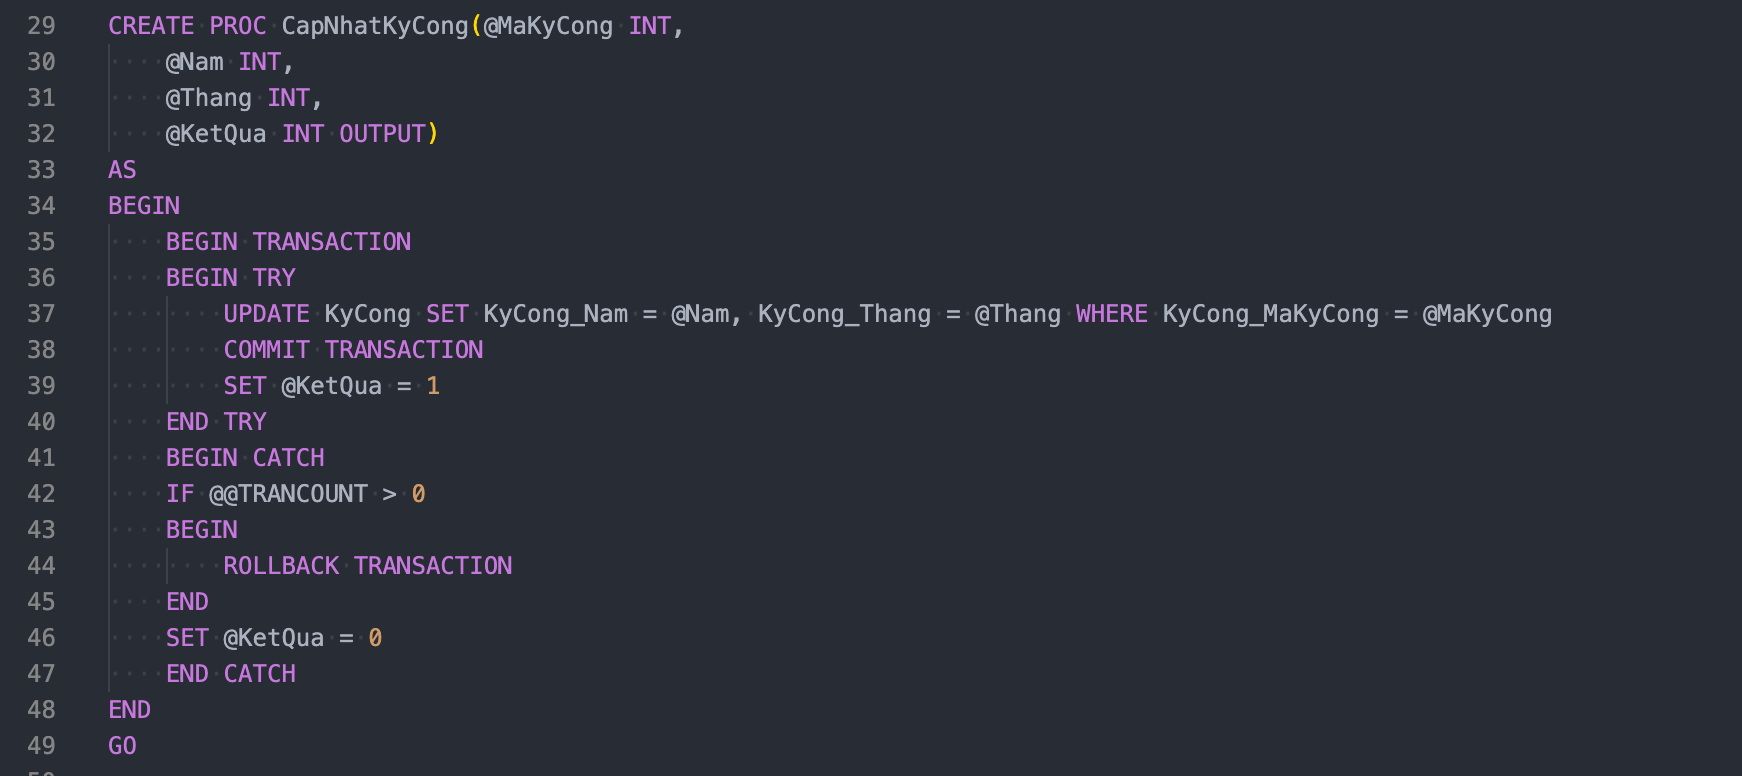 29 CREATE PROC CapNhatKyCong(@MaKyCong INT,
30 @Nam INT,
31 @Thang INT,
32 @KetQua INT OUTPUT)
33 AS
34 BEGIN
35 BEGIN TRANSACTION
36 BEGIN TRY
37 UPDATE KyCong SET KyCong_Nam = @Nam, KyCong_Thang = @Thang WHERE KyCong_MaKyCong = @MaKyCong
38 COMMIT TRANSACTION
39 SET @KetQua = 1
40 END TRY
41 BEGIN CATCH
42 IF @@TRANCOUNT > 0
43 BEGIN
44 ROLLBACK TRANSACTION
45 END
46 SET @KetQua = 0
47 END CATCH
48 END
49 GO